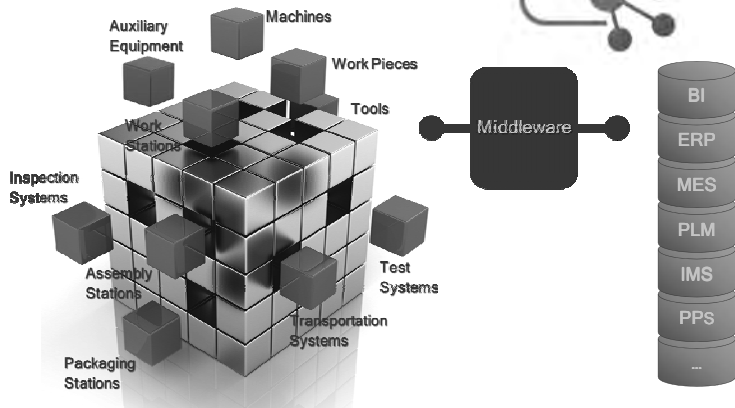 Machines
Auxiliary
Equipment
Work Pieces
Tools
Work
Stations
Inspection
Systems
Assembly
Stations
Test
Systems
Transportation
Systems
Packaging
Stations
Middleware
BI
ERP
MES
PLM
IMS
PPS
...